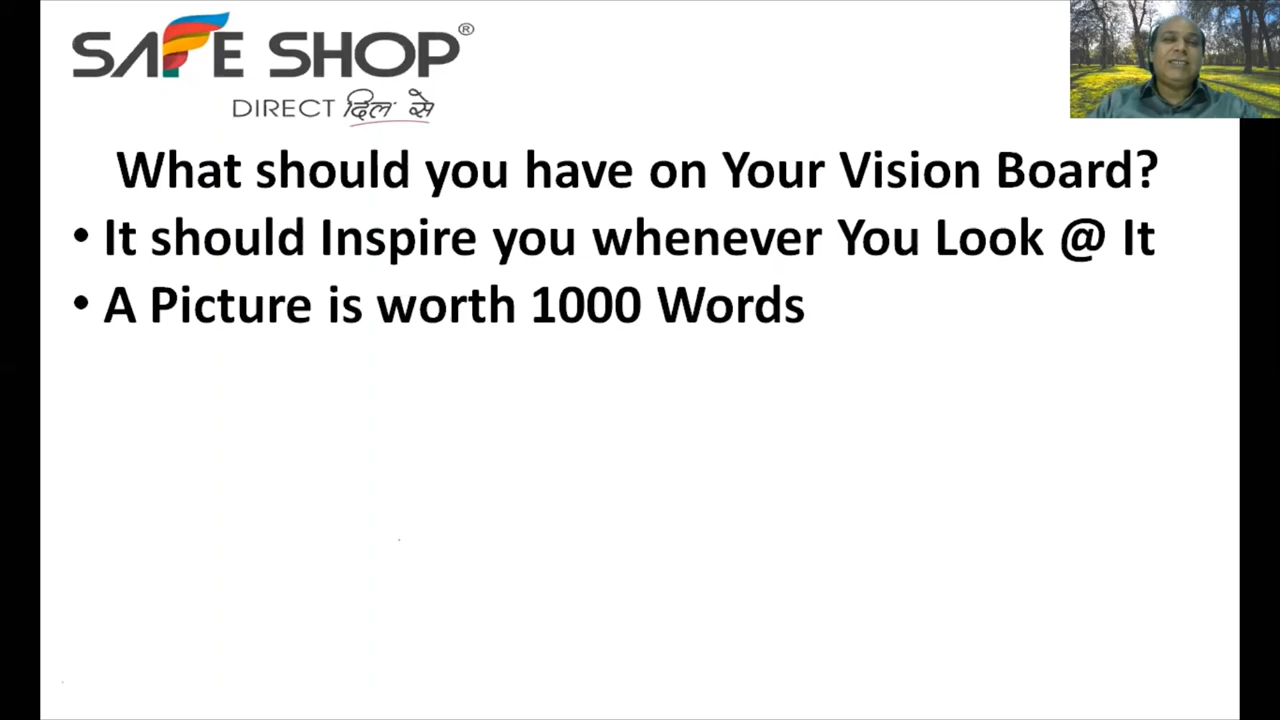 SAFE SHOP®
DIRECT दिल से
What should you have on Your Vision Board?
• It should Inspire you whenever You Look @ It
• A Picture is worth 1000 Words